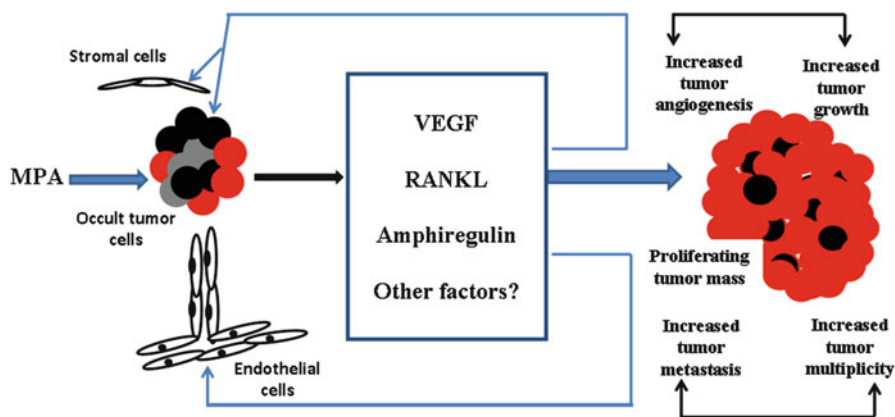 Stromal cells
MPA
Occult tumor
cells
Endothelial
cells
VEGF
RANKL
Amphiregulin
Other factors?
Increased
tumor
angiogenesis
Increased
tumor
growth
Proliferating
tumor mass
Increased
tumor
metastasis
Increased
tumor
multiplicity